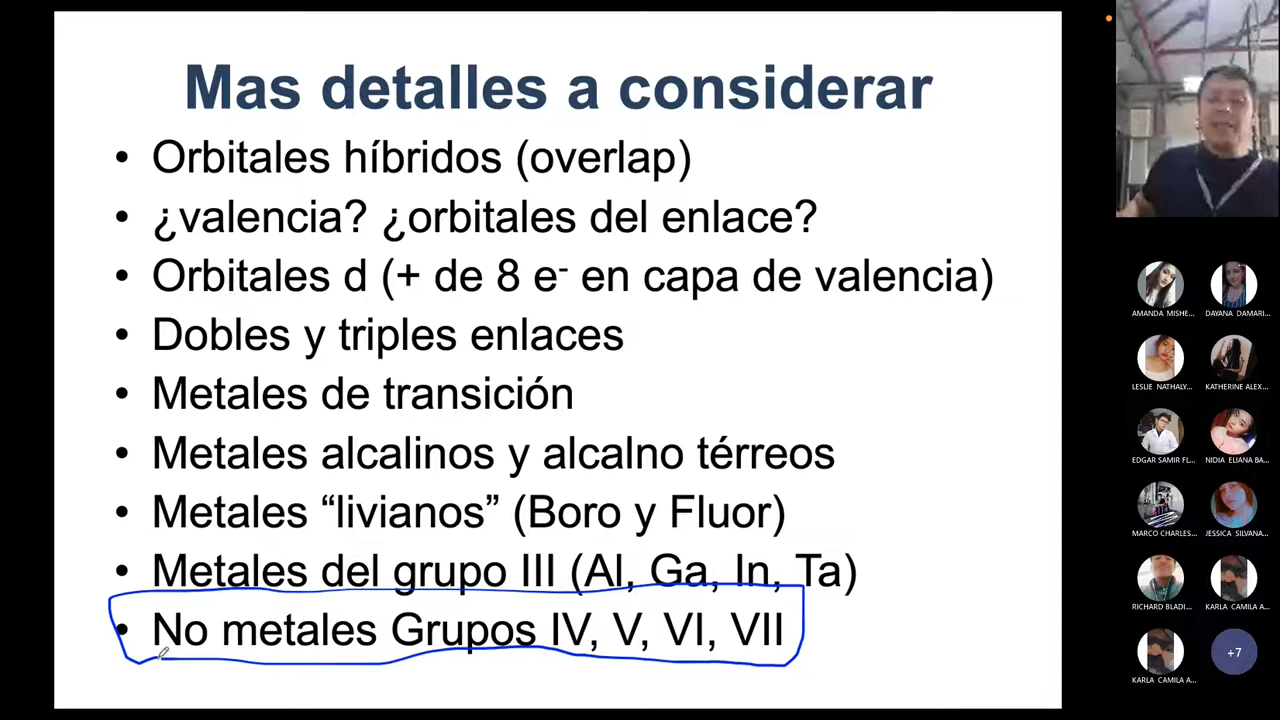 Mas detalles a considerar
• Orbitales híbridos (overlap)
• ¿valencia? ¿orbitales del enlace?
• Orbitales d (+ de 8 e- en capa de valencia)
• Dobles y triples enlaces
• Metales de transición
• Metales alcalinos y alcalno térreos
• Metales “livianos” (Boro y Fluor)
• Metales del grupo III (Al, Ga, In, Ta)
• No metales Grupos IV, V, VI, VII
AMANDA MISHE...
DAYANA DAMARI...
LESLIE NATHALY...
KATHERINE ALEX...
EDGAR SAMIR FL...
NIDIA ELIANA BA...
MARCO CHARLES...
JESSICA SILVANA...
RICHARD BLADI...
KARLA CAMILA A...
KARLA CAMILA A...
+7